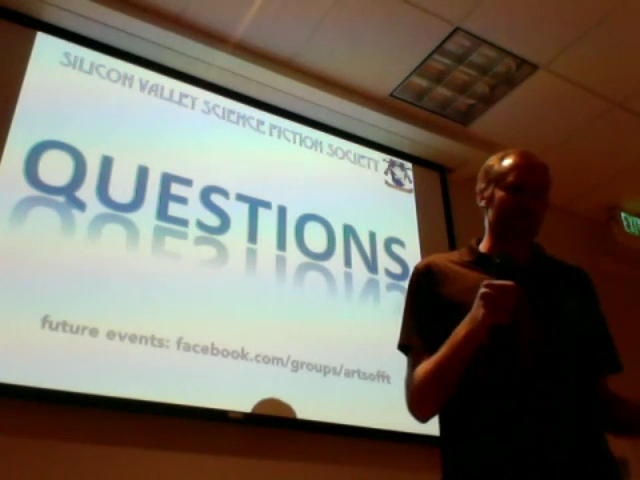 SILICON VALLEY SCIENCE FICTION SOCIETY
QUESTIONS
future events: facebook.com/groups/artsofft